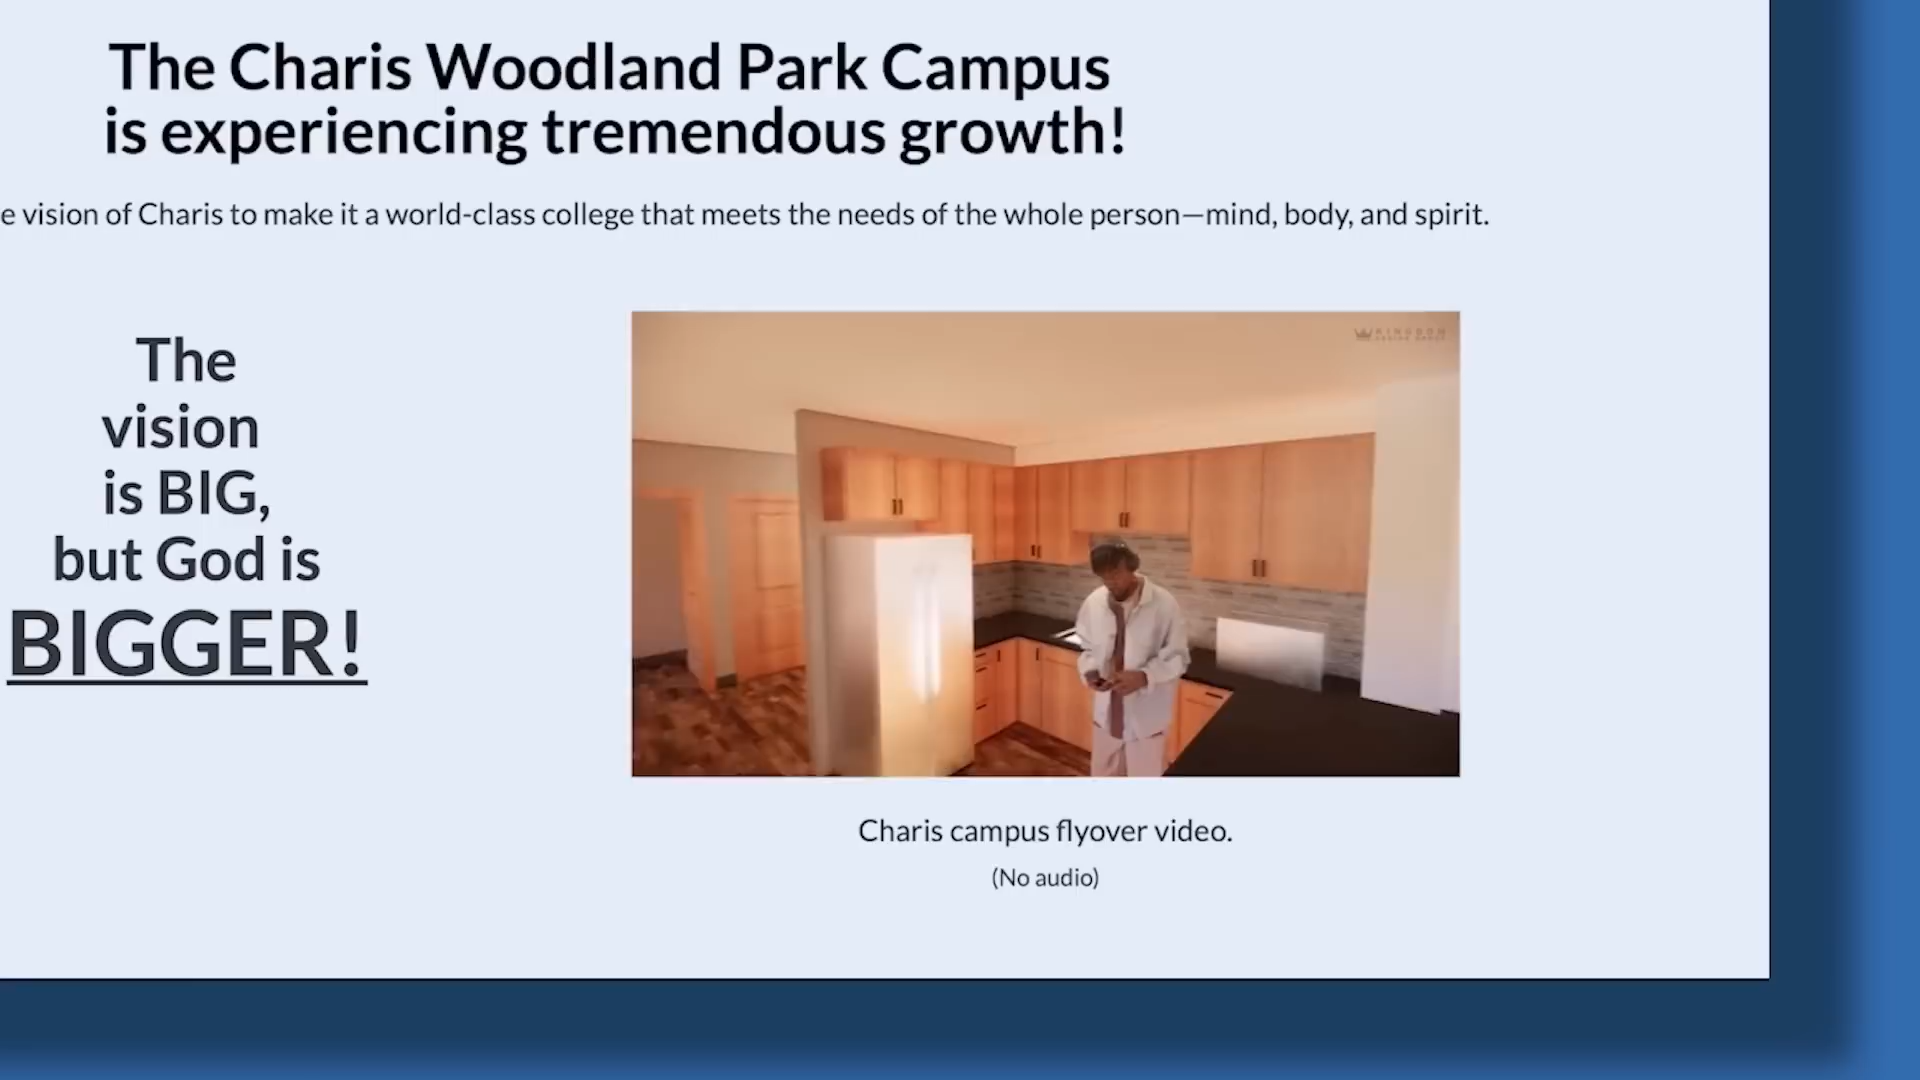 The Charis Woodland Park Campus
is experiencing tremendous growth!
e vision of Charis to make it a world-class college that meets the needs of the whole person—mind, body, and spirit.
The
vision
is BIG,
but God is
BIGGER!
KINGDOM
Charis campus flyover video.
(No audio)